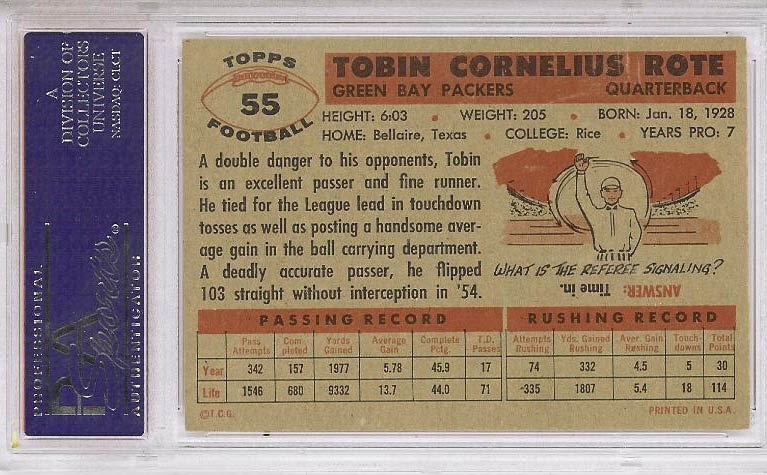 A
DIVISION OF
COLLECTORS
UNIVERSE
NASDAQ: CLCT
PROFESSIONAL
PSA
Sports
AUTHENTICATOR
TOPPS
55
FOOTBALL
TOBIN CORNELIUS ROTE
GREEN BAY PACKERS QUARTERBACK
HEIGHT: 6:03 • WEIGHT: 205 • BORN: Jan. 18, 1928
HOME: Bellaire, Texas • COLLEGE: Rice • YEARS PRO: 7
A double danger to his opponents, Tobin
is an excellent passer and fine runner.
He tied for the League lead in touchdown
tosses as well as posting a handsome aver-
age gain in the ball carrying department.
A deadly accurate passer, he flipped
103 straight without interception in '54.
WHAT IS THE REFEREE SIGNALING?
ANSWER: Time in.
PASSING RECORD RUSHING RECORD
Pass Attempts Com pleted Yards Gained Average Gain Complete Pctg. T.D. Passes Attempts Rushing Yds. Gained Rushing Aver. Gain Rushing Touch- downs Total Points
Year 342 157 1977 5.78 45.9 17 74 332 4.5 5 30
Life 1546 680 9332 13.7 44.0 71 -335 1807 5.4 18 114
©T.C.G. PRINTED IN U.S.A.